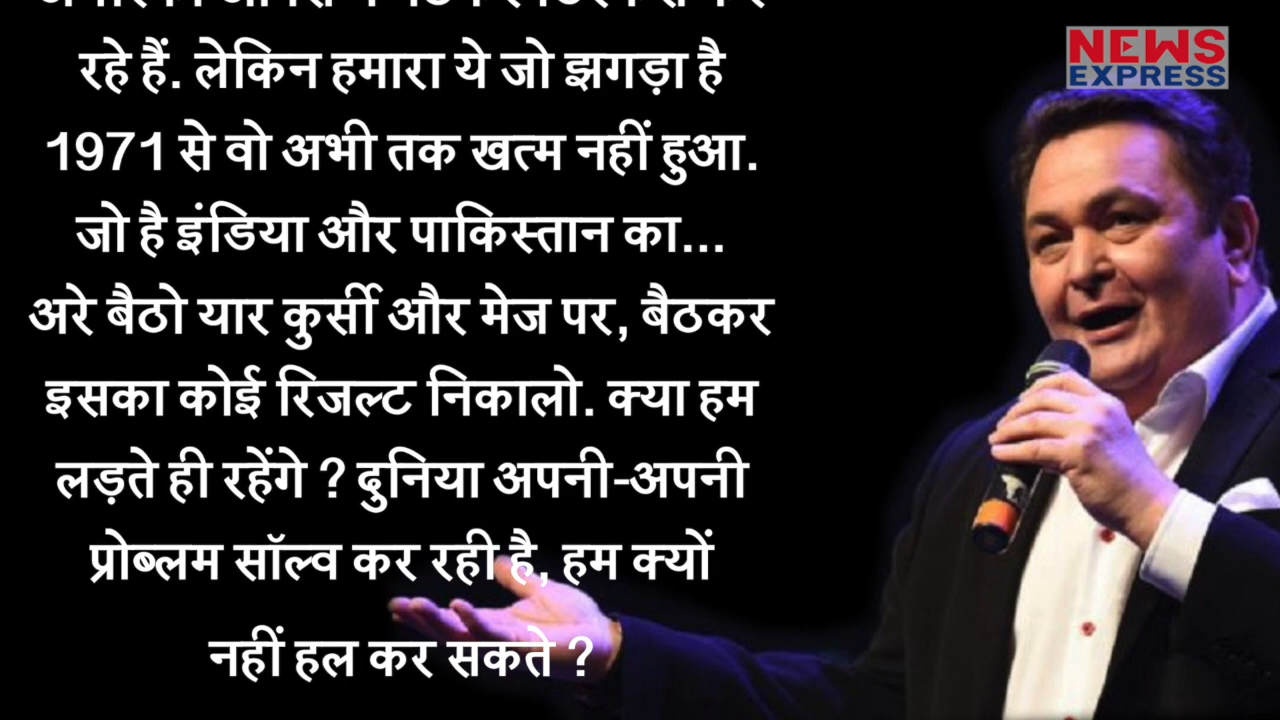 रहे हैं. लेकिन हमारा ये जो झगड़ा है
1971 से वो अभी तक खत्म नहीं हुआ.
जो है इंडिया और पाकिस्तान का...
अरे बैठो यार कुर्सी और मेज पर, बैठकर
इसका कोई रिजल्ट निकालो. क्या हम
लड़ते ही रहेंगे ? दुनिया अपनी-अपनी
प्रोब्लम सॉल्व कर रही है, हम क्यों
नहीं हल कर सकते ?
NEWS
EXPRESS